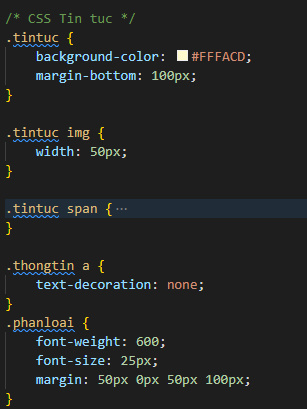 /* CSS Tin tuc */
.tintuc {
background-color: #FFFACD;
margin-bottom: 100px;
}
.tintuc img {
width: 50px;
}
.tintuc span { ⋯
}
.thongtin a {
text-decoration: none;
}
.phanloai {
font-weight: 600;
font-size: 25px;
margin: 50px 0px 50px 100px;
}